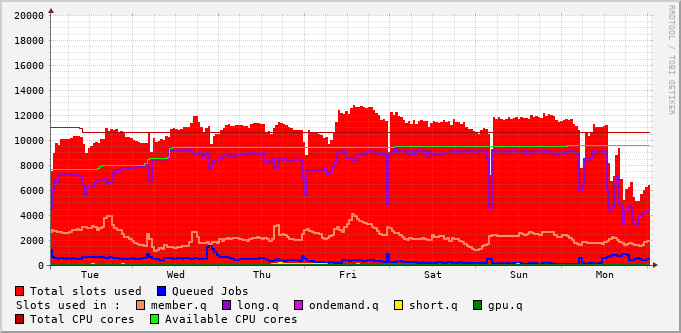 RRDTOOL / TOBI OETIKER
20000
18000
16000
14000
12000
10000
8000
6000
4000
2000
0
Tue Wed Thu Fri Sat Sun Mon
Total slots used Queued Jobs
Slots used in : member.q long.q ondemand.q short.q gpu.q
Total CPU cores Available CPU cores